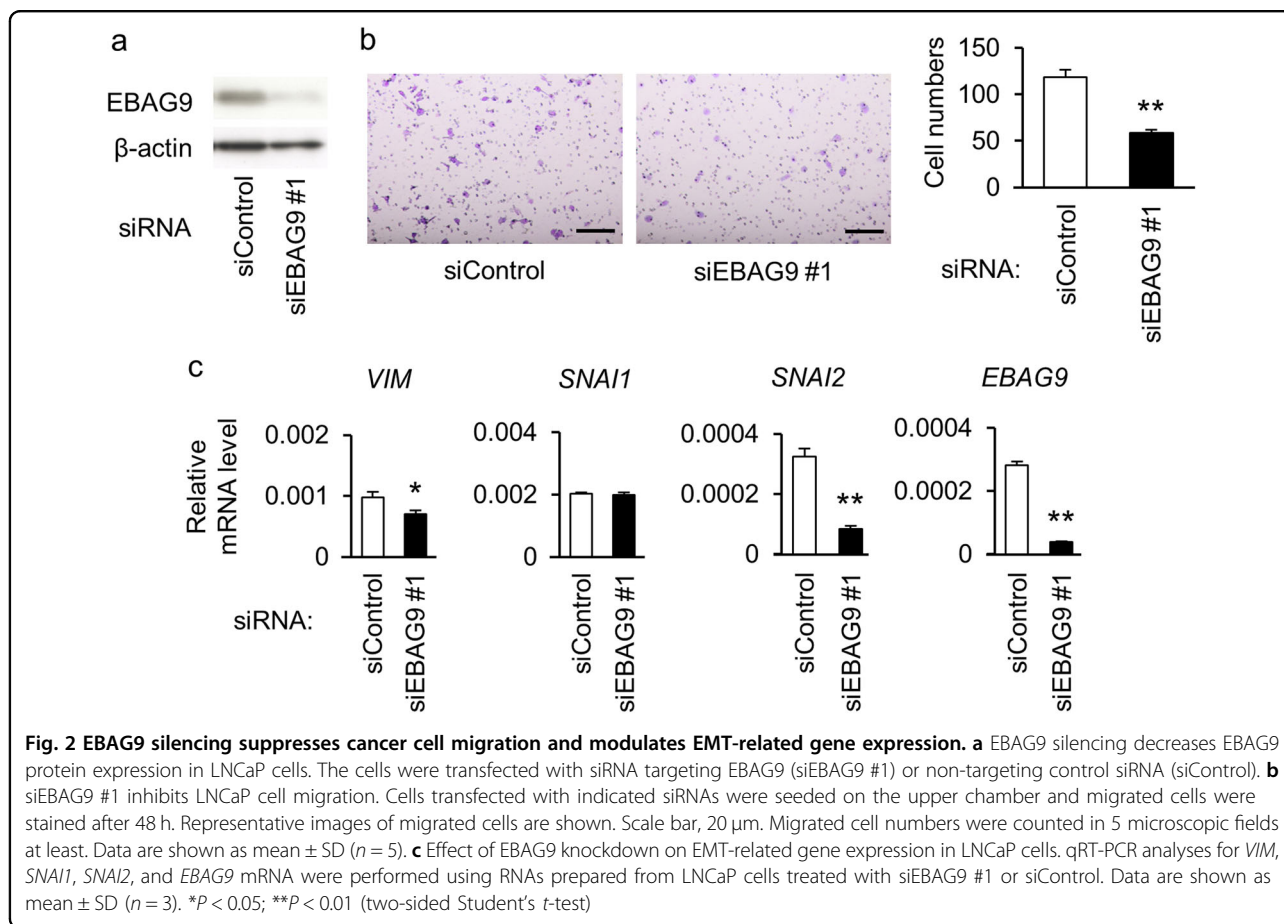 a
EBAG9
β-actin
siRNA
siControl
siEBAG9 #1
b
siControl
siEBAG9 #1
Cell numbers
150
100
50
0
**
siRNA:
siControl
siEBAG9 #1
c
Relative
mRNA level
VIM
0.002
0.001
0
*
SNAI1
0.004
0.002
0
SNAI2
0.0004
0.0002
0
**
EBAG9
0.0004
0.0002
0
**
siRNA:
siControl
siEBAG9 #1
siControl
siEBAG9 #1
siControl
siEBAG9 #1
siControl
siEBAG9 #1
Fig. 2 EBAG9 silencing suppresses cancer cell migration and modulates EMT-related gene expression. a EBAG9 silencing decreases EBAG9
protein expression in LNCaP cells. The cells were transfected with siRNA targeting EBAG9 (siEBAG9 #1) or non-targeting control siRNA (siControl). b
siEBAG9 #1 inhibits LNCaP cell migration. Cells transfected with indicated siRNAs were seeded on the upper chamber and migrated cells were
stained after 48 h. Representative images of migrated cells are shown. Scale bar, 20 μm. Migrated cell numbers were counted in 5 microscopic fields
at least. Data are shown as mean ± SD (n = 5). c Effect of EBAG9 knockdown on EMT-related gene expression in LNCaP cells. qRT-PCR analyses for VIM,
SNAI1, SNAI2, and EBAG9 mRNA were performed using RNAs prepared from LNCaP cells treated with siEBAG9 #1 or siControl. Data are shown as
mean ± SD (n = 3). *P < 0.05; **P < 0.01 (two-sided Student's t-test)